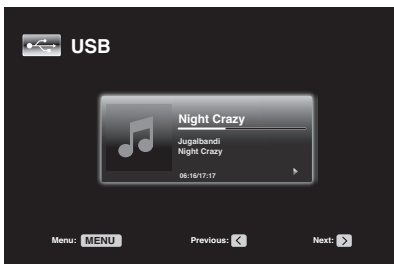 USB
Night Crazy
Jugalbandi
Night Crazy
06:16/17:17
Menu: MENU Previous: Next: